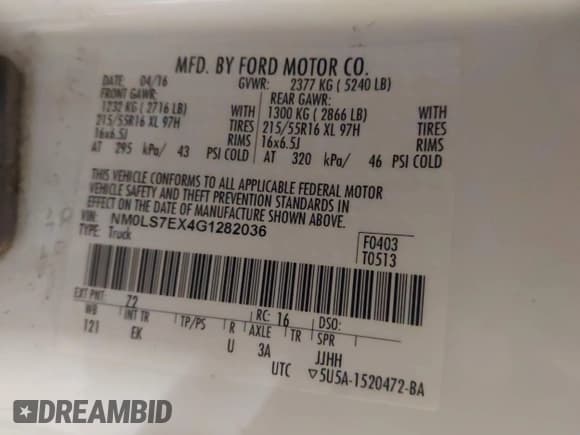 MFD. BY FORD MOTOR CO.
DATE: 04/16 GVWR: 2377 KG ( 5240 LB)
FRONT GAWR: REAR GAWR:
1232 KG ( 2716 LB) WITH 1300 KG ( 2866 LB) WITH
215/55R16 XL 97H TIRES 215/55R16 XL 97H TIRES
16x6.5J RIMS 16x6.5J RIMS
AT 295 kPa/ 43 PSI COLD AT 320 kPa/ 46 PSI COLD
THIS VEHICLE CONFORMS TO ALL APPLICABLE FEDERAL MOTOR
VEHICLE SAFETY AND THEFT PREVENTION STANDARDS IN
EFFECT ON THE DATE OF MANUFACTURE SHOWN ABOVE.
VIN: NM0LS7EX4G1282036
TYPE: Truck
F0403
T0513
EXT PNT: Z2 RC: 16 DSO:
WB INT TR TP/PS R AXLE TR SPR
121 EK U 3A JJHH
UTC ▽5U5A-1520472-BA
DREAMBID